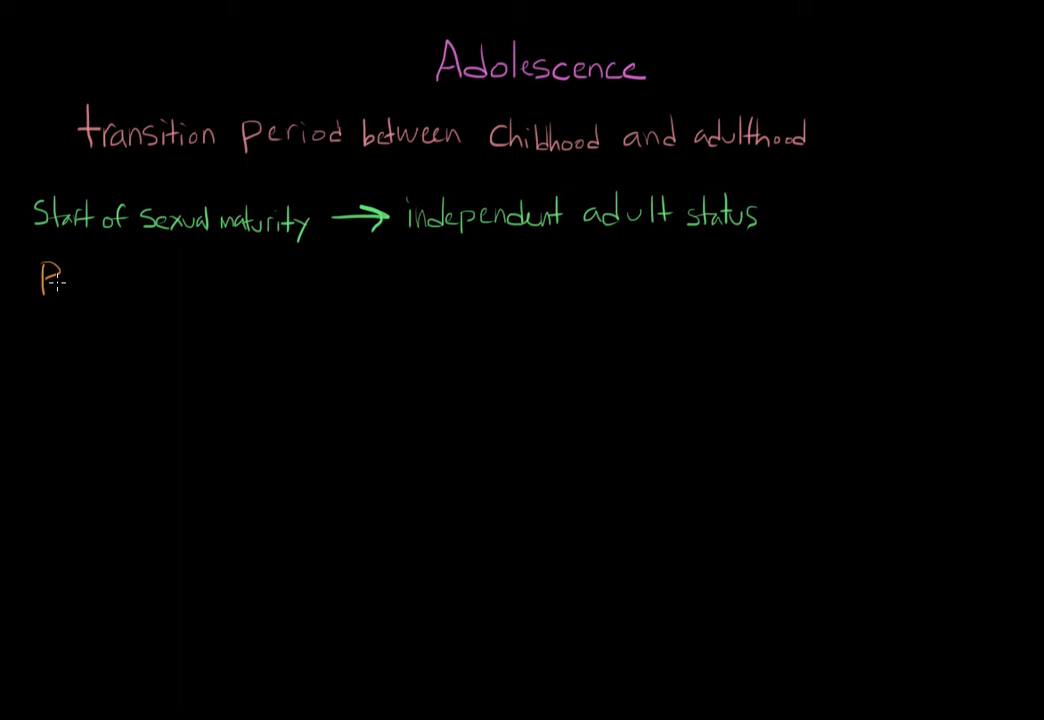 Adolescence
transition period between childhood and adulthood
Start of sexual maturity → independent adult status
P